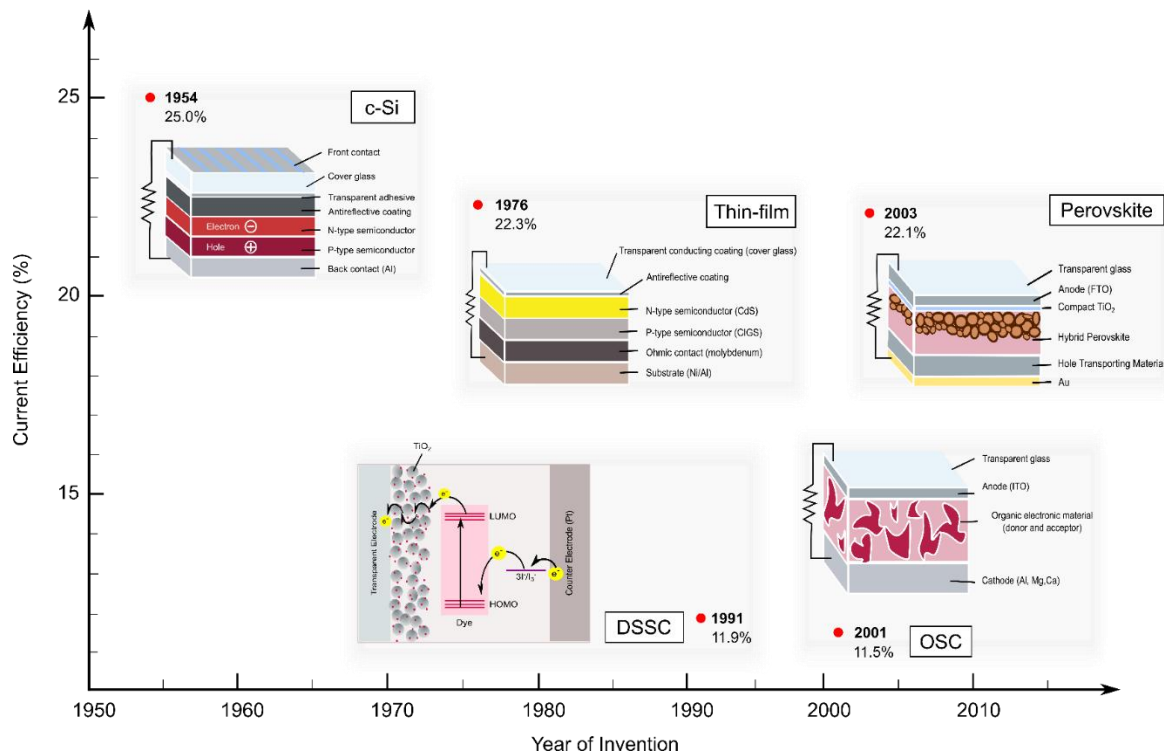 Current Efficiency (%)
25
20
15
1950
1960
1970
1980
1990
2000
2010
Year of Invention
1954
25.0%
c-Si
Front contact
Cover glass
Transparent adhesive
Antireflective coating
Electron
N-type semiconductor
Hole
P-type semiconductor
Back contact (Al)
1976
22.3%
Thin-film
Transparent conducting coating (cover glass)
Antireflective coating
N-type semiconductor (CdS)
P-type semiconductor (CIGS)
Ohmic contact (molybdenum)
Substrate (Ni/Al)
2003
22.1%
Perovskite
Transparent glass
Anode (FTO)
Compact TiO₂
Hybrid Perovskite
Hole Transporting Material
Au
TiO₂
Transparent Electrode
e⁻
e⁻
LUMO
e⁻
3I⁻/I₃⁻
e⁻
HOMO
Dye
Counter Electrode (Pt)
DSSC
1991
11.9%
Transparent glass
Anode (ITO)
Organic electronic material
(donor and acceptor)
Cathode (Al, Mg,Ca)
2001
11.5%
OSC